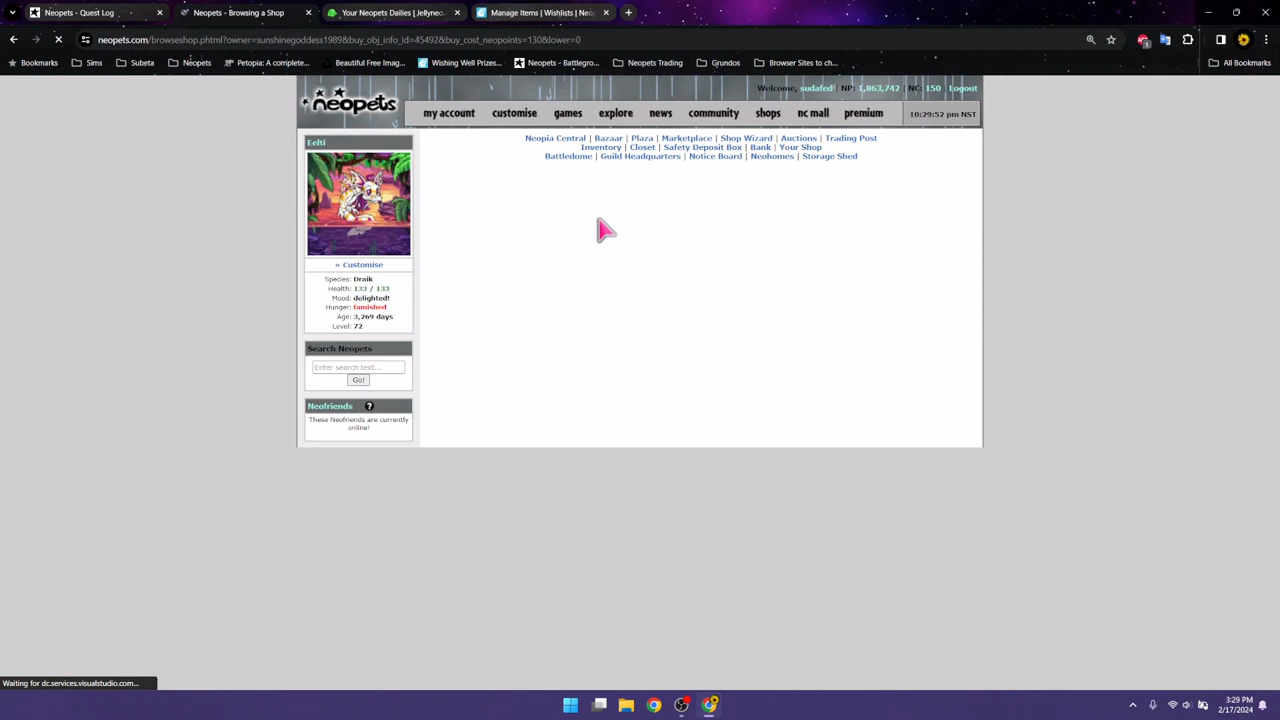 Neopets - Quest Log
Neopets - Browsing a Shop
Your Neopets Dailies | Jellyneo
Manage Items | Wishlists | Neo
neopets.com/browseshop.phtml?owner=sunshinegoddess1989&buy_obj_info_id=45492&buy_cost_neopoints=130&lower=0
Bookmarks
Sims
Subeta
Neopets
Petopia: A complete...
Beautiful Free Imag...
Wishing Well Prizes...
Neopets - Battlegro...
Neopets Trading
Grundos
Browser Sites to ch...
All Bookmarks
Welcome, sudafed | NP: 1,863,742 | NC: 150 | Logout
neopets
my account
customise
games
explore
news
community
shops
nc mall
premium
10:29:52 pm NST
Neopia Central | Bazaar | Plaza | Marketplace | Shop Wizard | Auctions | Trading Post
Inventory | Closet | Safety Deposit Box | Bank | Your Shop
Battledome | Guild Headquarters | Notice Board | Neohomes | Storage Shed
Eelti
» Customise
Species: Draik
Health: 133 / 133
Mood: delighted!
Hunger: famished
Age: 3,269 days
Level: 72
Search Neopets
Enter search text...
Go!
Neofriends ?
These Neofriends are currently
online!
Waiting for dc.services.visualstudio.com...
3:29 PM
2/17/2024